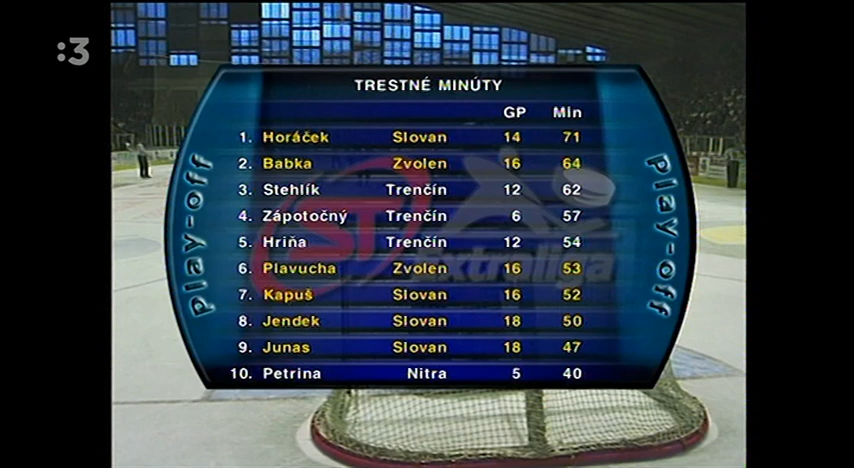 :3
TRESTNÉ MINÚTY
GP Min
1. Horáček Slovan 14 71
2. Babka Zvolen 16 64
3. Stehlík Trenčín 12 62
4. Zápotočný Trenčín 6 57
5. Hriňa Trenčín 12 54
6. Plavucha Zvolen 16 53
7. Kapuš Slovan 16 52
8. Jendek Slovan 18 50
9. Junas Slovan 18 47
10. Petrina Nitra 5 40
Play-off
Play-off
ST
Extraliga